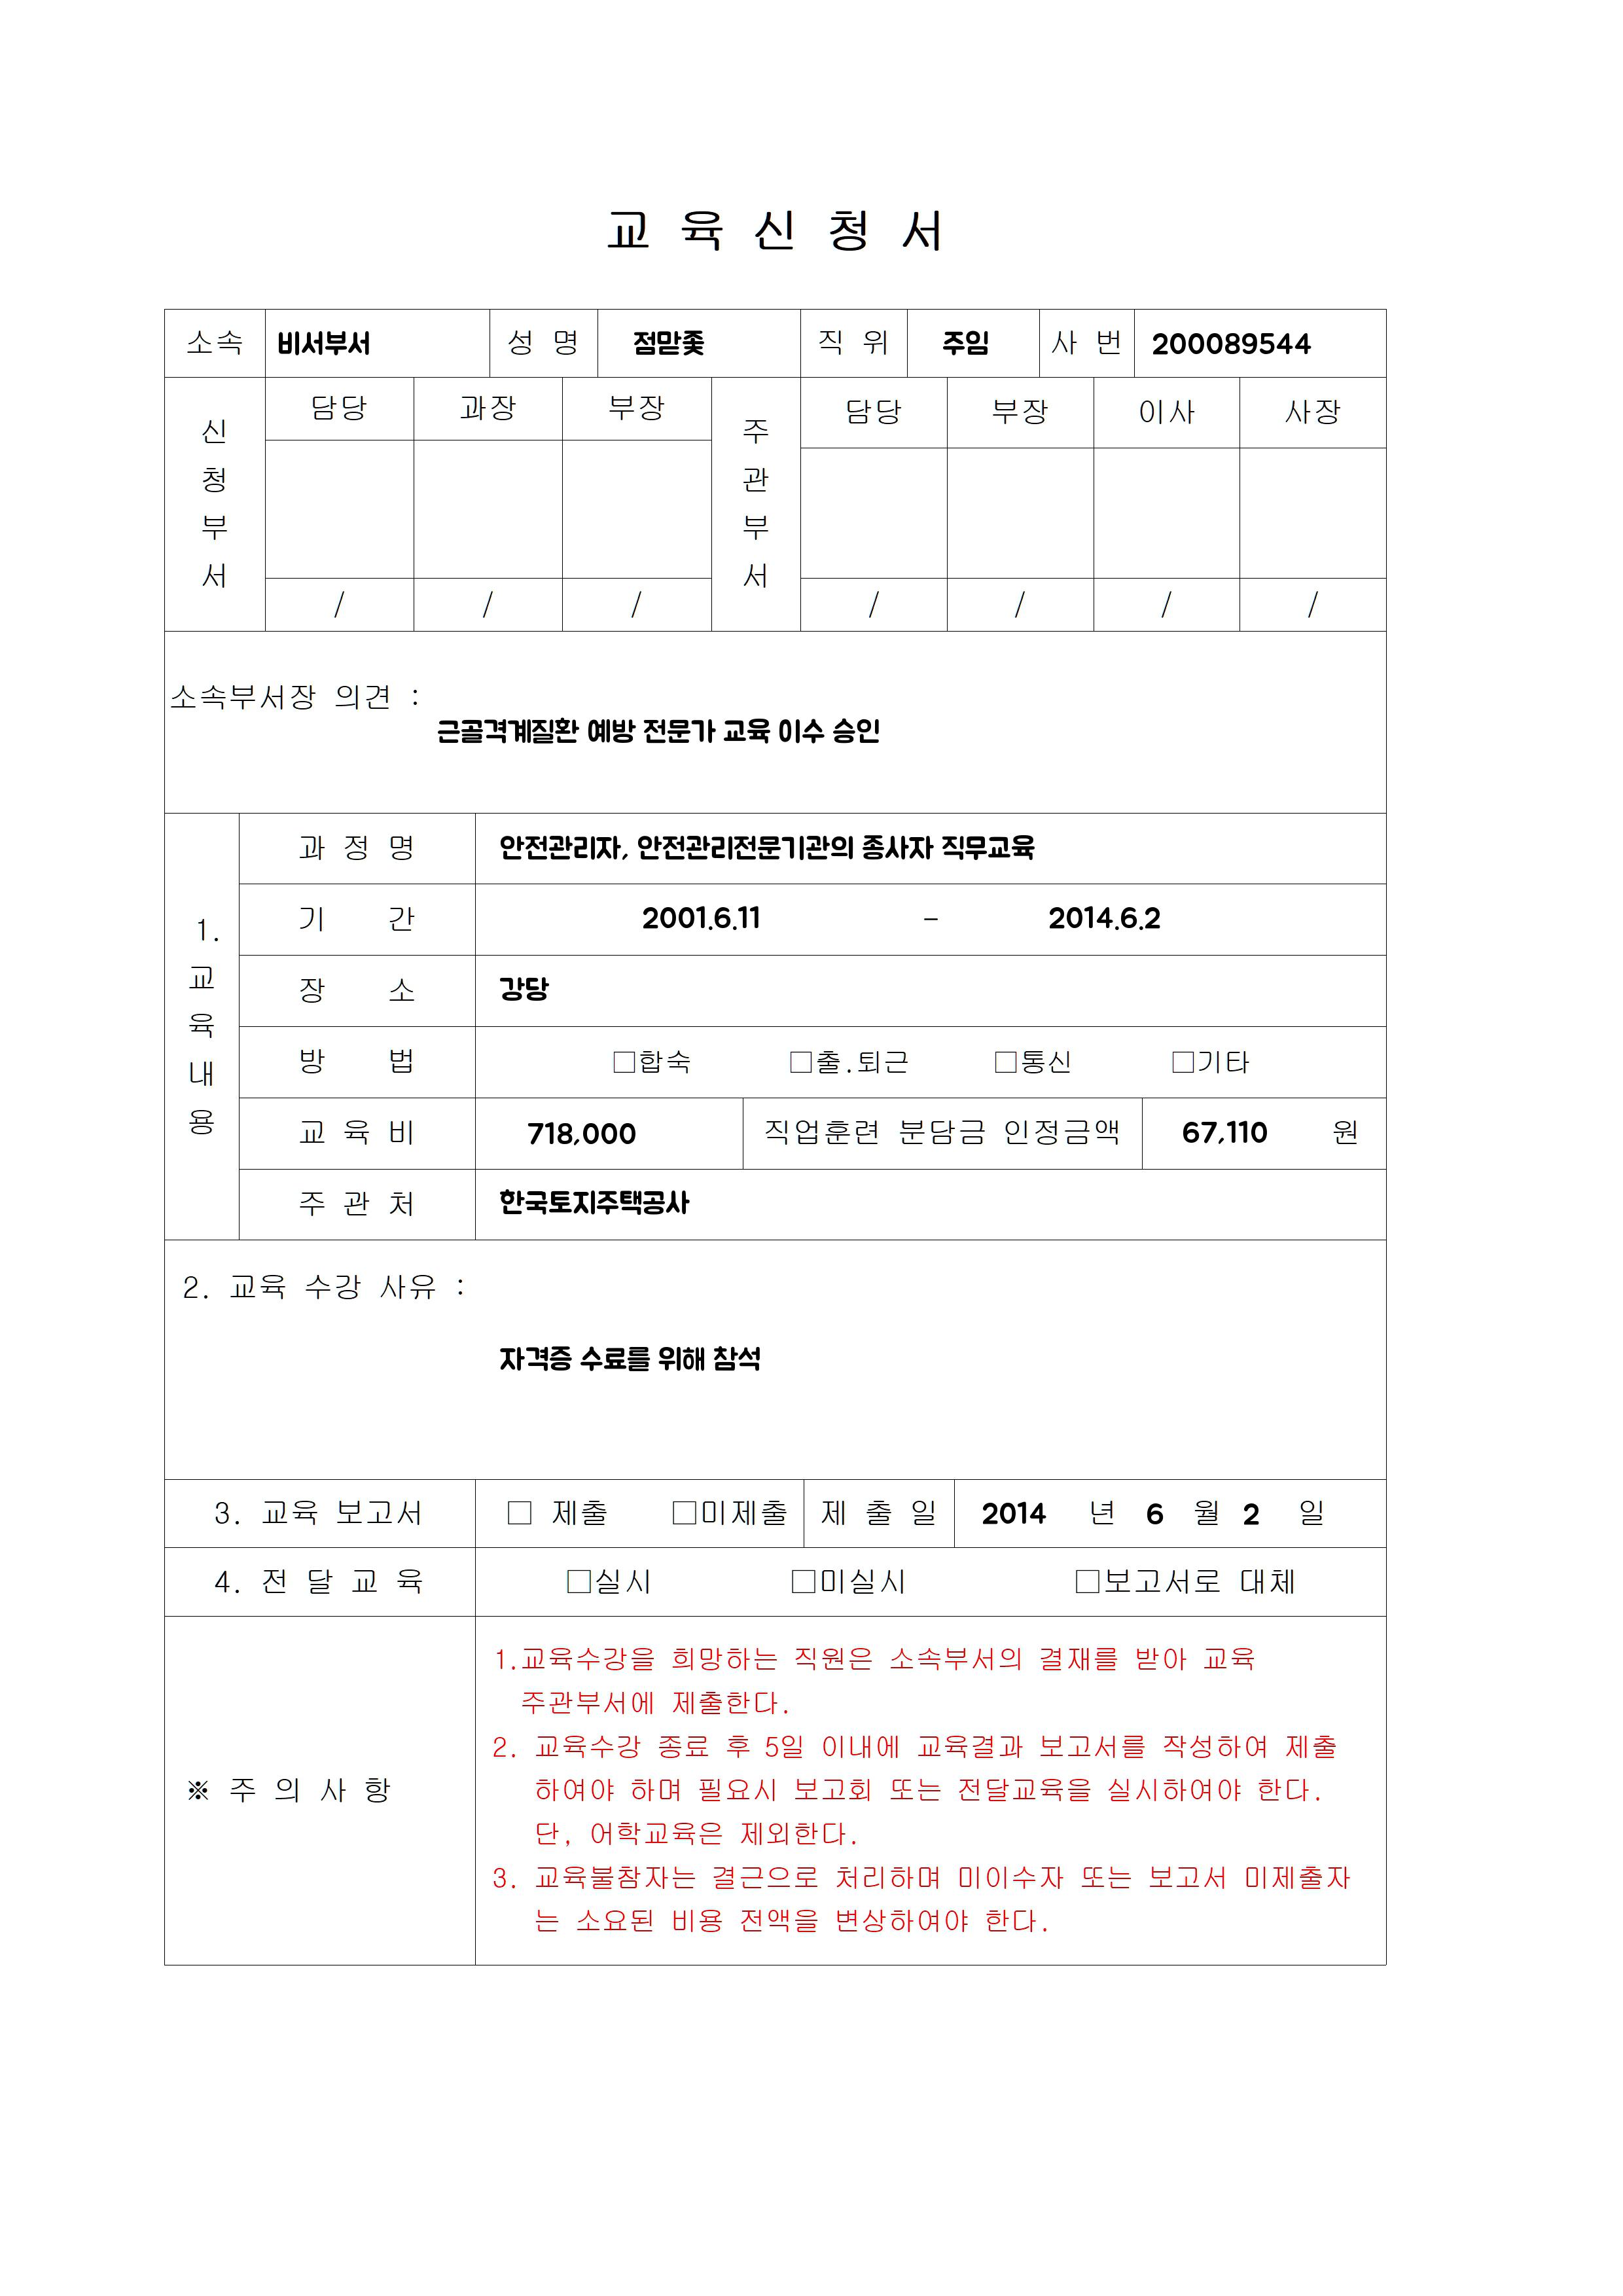 교 육 신 청 서
소속 비서부서 성 명 점맏좆 직 위 주임 사 번 200089544
신청부서 담당 과장 부장 주관부서 담당 부장 이사 사장
/ / / / / / /
소속부서장 의견 :
근골격계질환 예방 전문가 교육 이수 승인
1. 교육내용
과 정 명 안전관리자, 안전관리전문기관의 종사자 직무교육
기 간 2001.6.11 - 2014.6.2
장 소 강당
방 법 □합숙 □출.퇴근 □통신 □기타
교 육 비 718,000 직업훈련 분담금 인정금액 67,110 원
주 관 처 한국토지주택공사
2. 교육 수강 사유 :
자격증 수료를 위해 참석
3. 교육 보고서 □ 제출 □미제출 제 출 일 2014 년 6 월 2 일
4. 전 달 교 육 □실시 □미실시 □보고서로 대체
※ 주 의 사 항
1.교육수강을 희망하는 직원은 소속부서의 결재를 받아 교육
주관부서에 제출한다.
2. 교육수강 종료 후 5일 이내에 교육결과 보고서를 작성하여 제출
하여야 하며 필요시 보고회 또는 전달교육을 실시하여야 한다.
단, 어학교육은 제외한다.
3. 교육불참자는 결근으로 처리하며 미이수자 또는 보고서 미제출자
는 소요된 비용 전액을 변상하여야 한다.